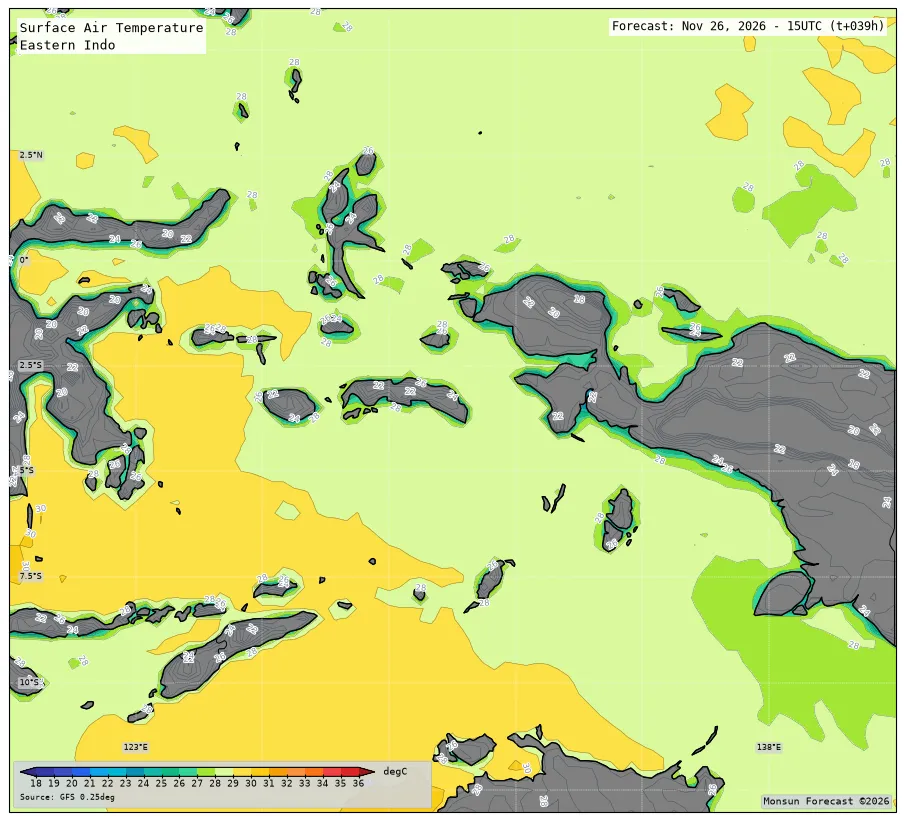 Surface Air Temperature
Eastern Indo
Forecast: Nov 26, 2026 - 15UTC (t+039h)
2.5°N
0°
2.5°S
5°S
7.5°S
10°S
123°E
138°E
18 19 20 21 22 23 24 25 26 27 28 29 30 31 32 33 34 35 36
degC
Source: GFS 0.25deg
Monsun Forecast ©2026